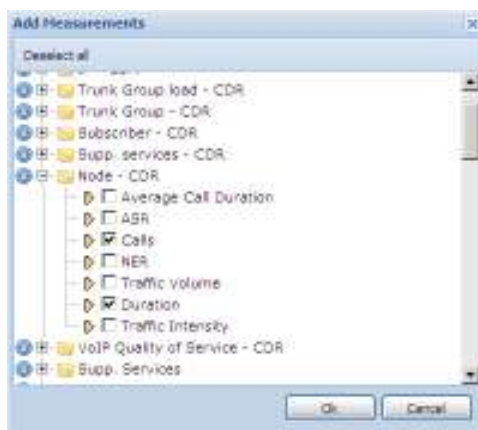 Add Measurements
Deselect all
Trunk Group load - CDR
Trunk Group - CDR
Subscriber - CDR
Supp. services - CDR
Node - CDR
Average Call Duration
ASR
Calls
NER
Traffic Volume
Duration
Traffic Intensity
VoIP Quality of Service - CDR
Supp. Services
Ok
Cancel